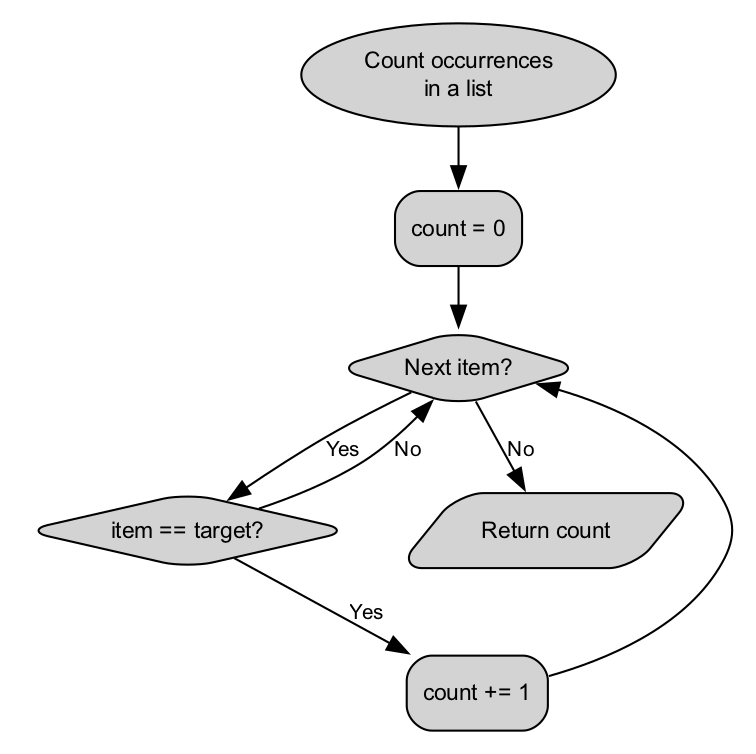 Count occurrences
in a list
count = 0
Next item?
Yes
No
No
item == target?
Return count
Yes
count += 1